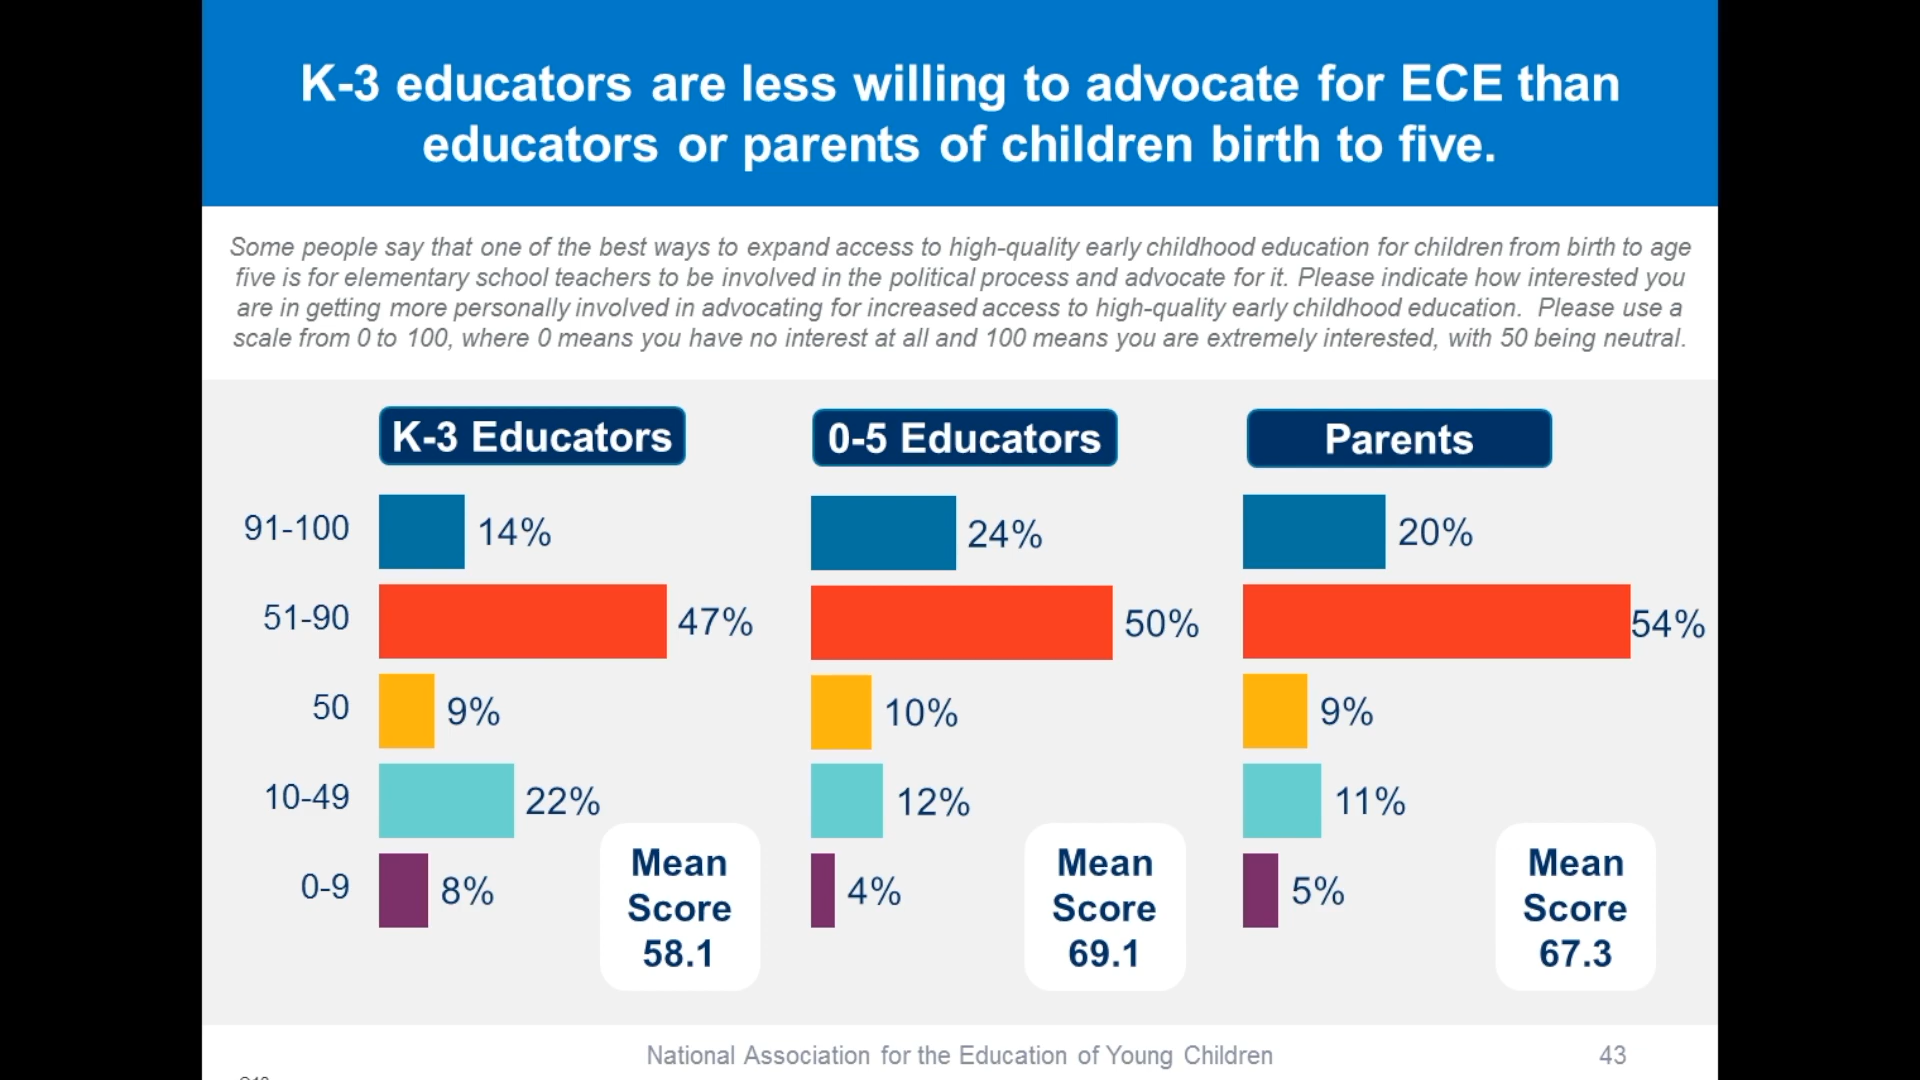 K-3 educators are less willing to advocate for ECE than
educators or parents of children birth to five.
Some people say that one of the best ways to expand access to high-quality early childhood education for children from birth to age
five is for elementary school teachers to be involved in the political process and advocate for it. Please indicate how interested you
are in getting more personally involved in advocating for increased access to high-quality early childhood education. Please use a
scale from 0 to 100, where 0 means you have no interest at all and 100 means you are extremely interested, with 50 being neutral.
K-3 Educators 0-5 Educators Parents
91-100 14% 24% 20%
51-90 47% 50% 54%
50 9% 10% 9%
10-49 22% 12% 11%
0-9 8% 4% 5%
Mean Mean Mean
Score Score Score
58.1 69.1 67.3
National Association for the Education of Young Children 43